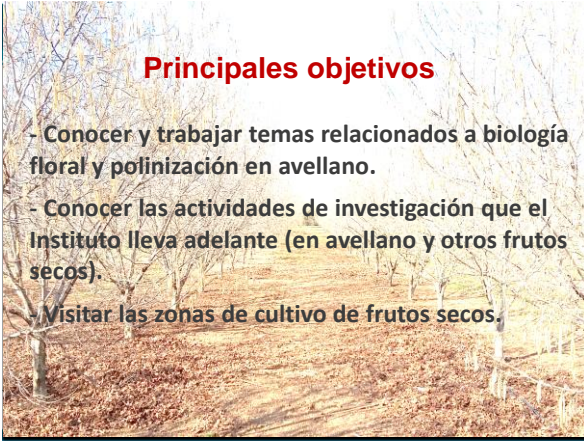 Principales objetivos
- Conocer y trabajar temas relacionados a biología
floral y polinización en avellano.
- Conocer las actividades de investigación que el
Instituto lleva adelante (en avellano y otros frutos
secos).
- Visitar las zonas de cultivo de frutos secos.